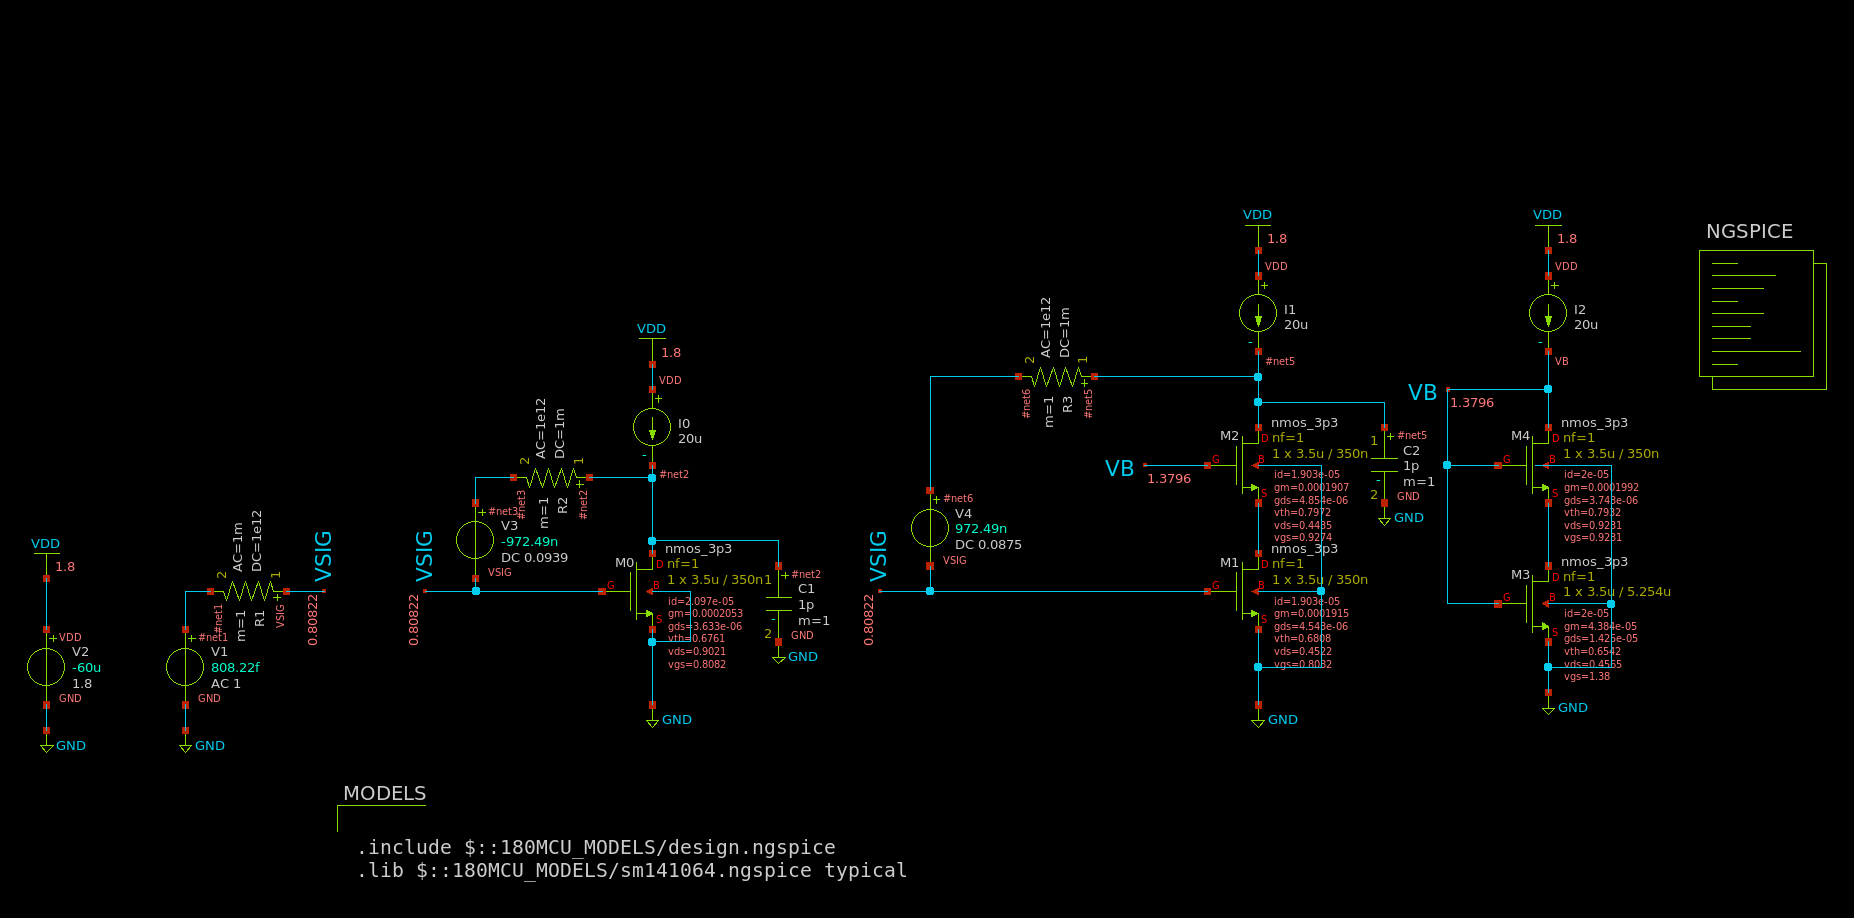 VDD
1.8
+VDD
V2
-60u
1.8
GND
GND
2
AC=1m
DC=1e12
1
#net1
m=1
R1
+
VSIG
VSIG
0.80822
+#net1
V1
808.22f
AC 1
GND
GND
VSIG
0.80822
VDD
1.8
VDD
+
I0
20u
-
#net2
2
AC=1e12
DC=1m
1
#net3
m=1
R2
+
#net2
+#net3
V3
-972.49n
DC 0.0939
VSIG
nmos_3p3
M0
D
nf=1
1 x 3.5u / 350n
G
B
S
id=2.097e-05
gm=0.0002053
gds=3.633e-06
vth=0.6761
vds=0.9021
vgs=0.8082
GND
1
+#net2
C1
1p
-
m=1
2
GND
GND
VSIG
0.80822
2
AC=1e12
DC=1m
1
#net6
m=1
R3
+
#net5
+#net6
V4
972.49n
DC 0.0875
VSIG
VDD
1.8
VDD
+
I1
20u
-
#net5
nmos_3p3
M2
D
nf=1
1 x 3.5u / 350n
VB
1.3796
G
B
S
id=1.903e-05
gm=0.0001907
gds=4.854e-06
vth=0.7972
vds=0.4435
vgs=0.9274
nmos_3p3
M1
D
nf=1
1 x 3.5u / 350n
G
B
S
id=1.903e-05
gm=0.0001915
gds=4.543e-06
vth=0.6808
vds=0.4522
vgs=0.8082
GND
1
+#net5
C2
1p
-
m=1
2
GND
GND
VDD
1.8
VDD
+
I2
20u
-
VB
VB
1.3796
nmos_3p3
M4
D
nf=1
1 x 3.5u / 350n
G
B
S
id=2e-05
gm=0.0001992
gds=3.743e-06
vth=0.7932
vds=0.9231
vgs=0.9231
nmos_3p3
M3
D
nf=1
1 x 3.5u / 5.254u
G
B
S
id=2e-05
gm=4.384e-05
gds=1.425e-05
vth=0.6542
vds=0.4565
vgs=1.38
GND
NGSPICE
MODELS
.include $::180MCU_MODELS/design.ngspice
.lib $::180MCU_MODELS/sm141064.ngspice typical